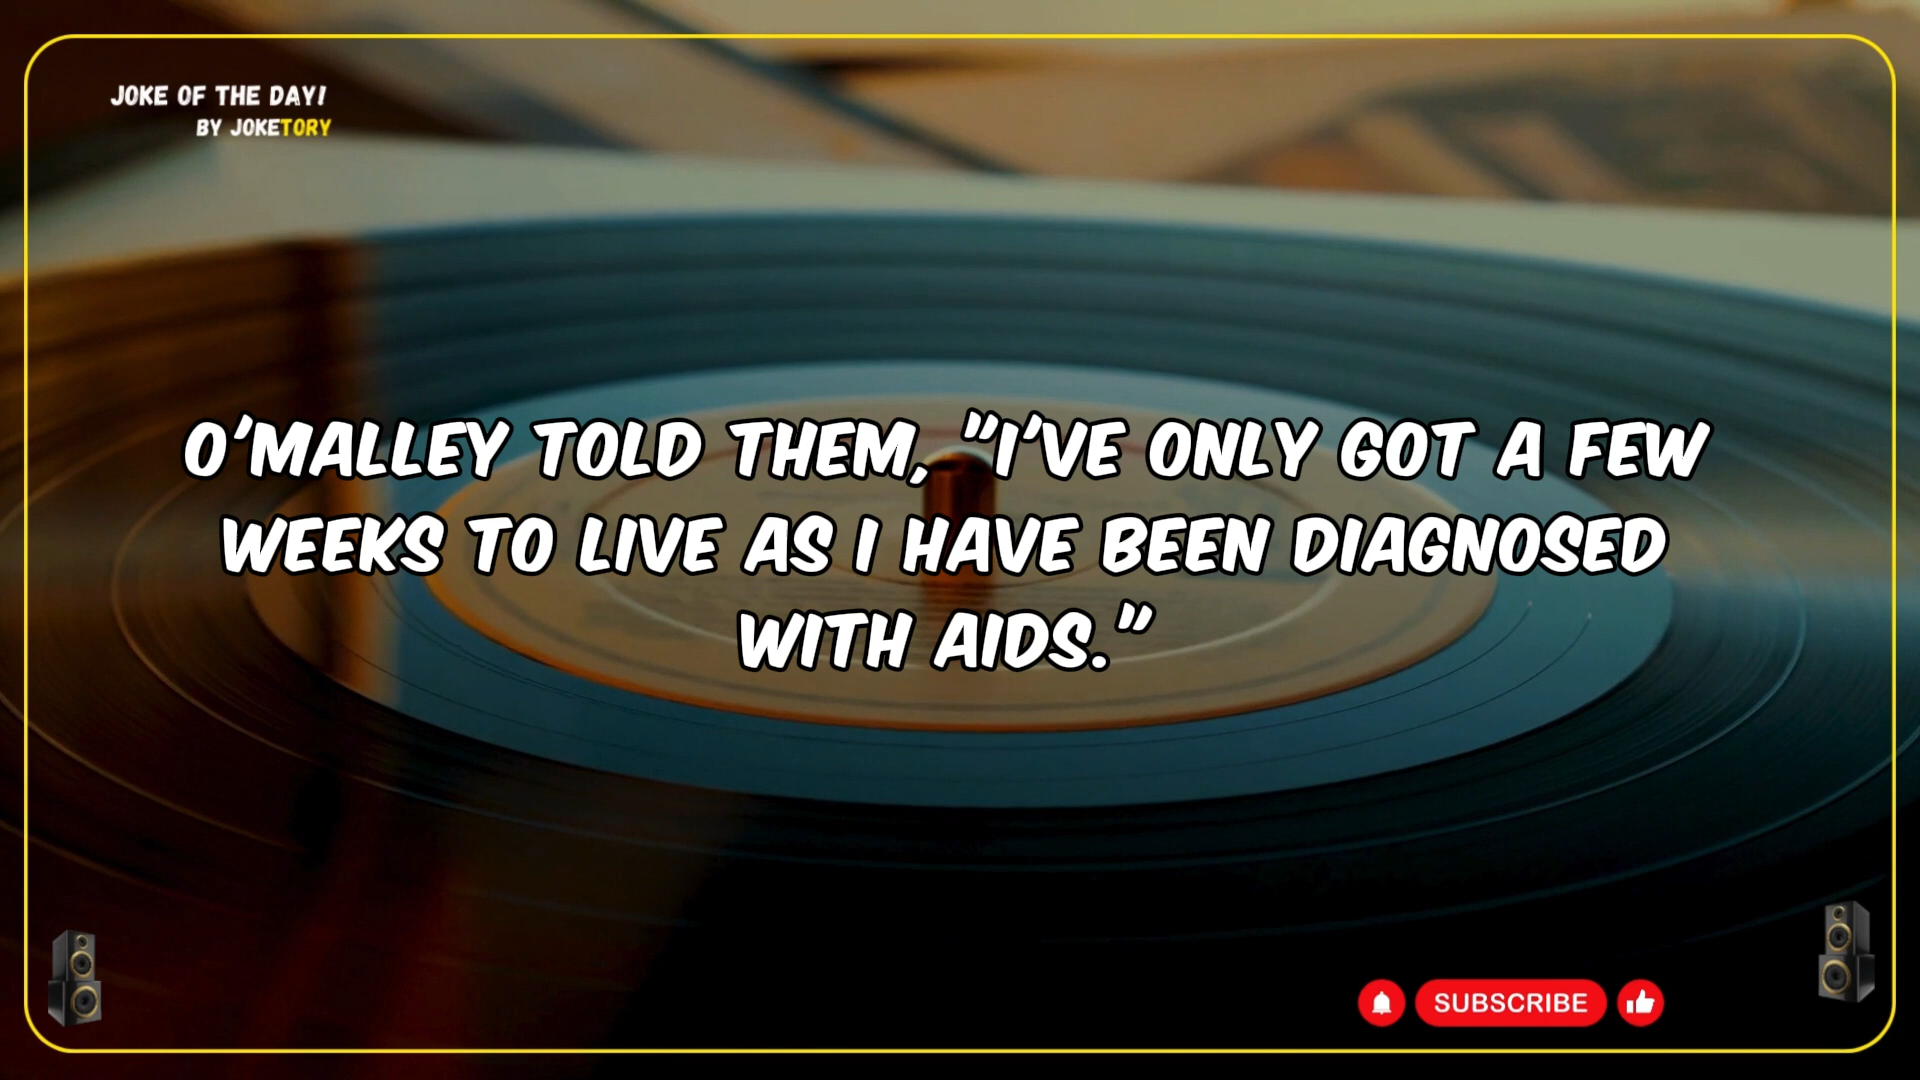 JOKE OF THE DAY!
BY JOKETORY
O'MALLEY TOLD THEM, "I'VE ONLY GOT A FEW
WEEKS TO LIVE AS I HAVE BEEN DIAGNOSED
WITH AIDS."
SUBSCRIBE